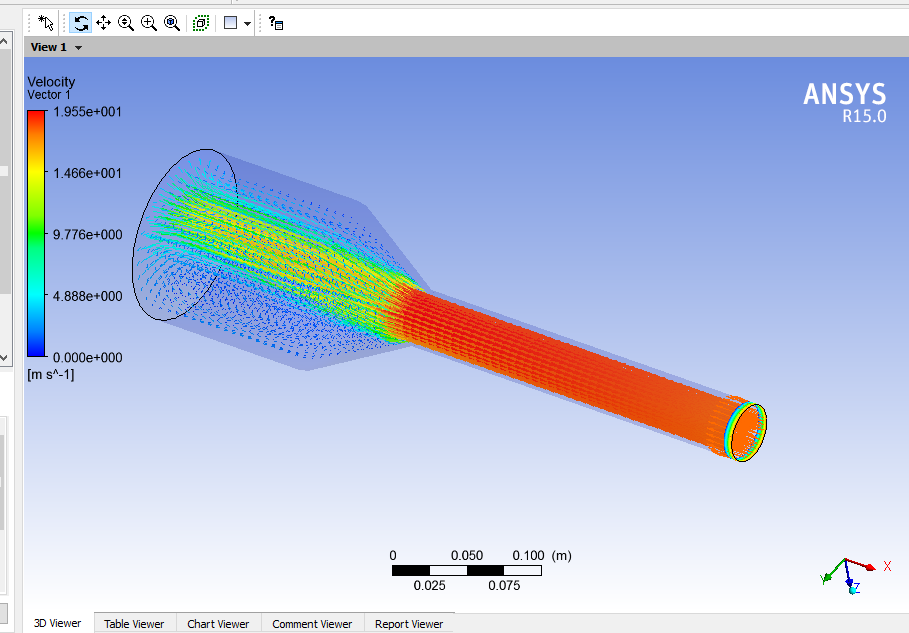 View 1
Velocity
Vector 1
1.955e+001
1.466e+001
9.776e+000
4.888e+000
0.000e+000
[m s^-1]
ANSYS
R15.0
0 0.050 0.100 (m)
0.025 0.075
X
Y
Z
3D Viewer Table Viewer Chart Viewer Comment Viewer Report Viewer